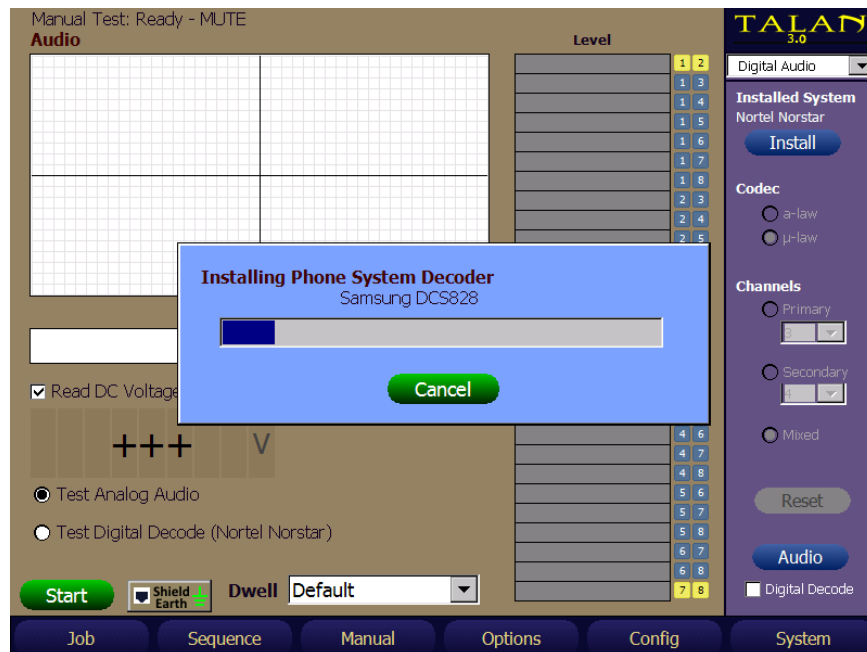 Manual Test: Ready - MUTE
Audio
Level
1 2
1 3
1 4
1 5
1 6
1 7
1 8
2 3
2 4
2 5
Installing Phone System Decoder
Samsung DCS828
Cancel
Read DC Voltage
+++ V
Test Analog Audio
Test Digital Decode (Nortel Norstar)
4 6
4 7
4 8
5 6
5 7
5 8
6 7
6 8
7 8
Start
Shield
Earth
Dwell
Default
TALAN
3.0
Digital Audio
Installed System
Nortel Norstar
Install
Codec
a-law
µ-law
Channels
Primary
3
Secondary
4
Mixed
Reset
Audio
Digital Decode
Job Sequence Manual Options Config System